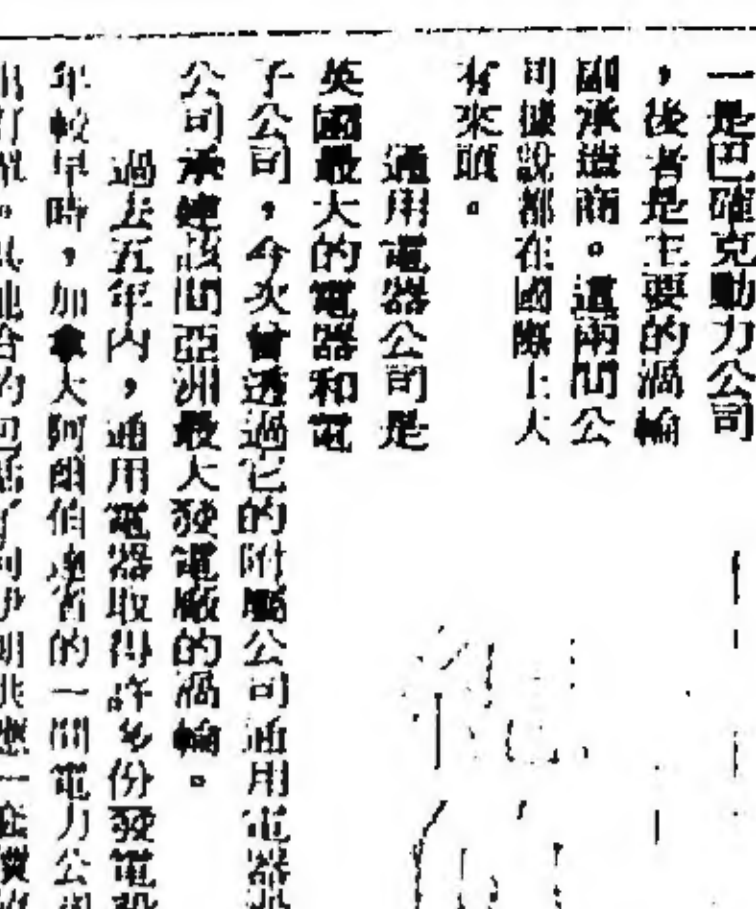 一是巴確克動力公司
，後者是主要的渦輪
副承造商。這兩間公
司據說都在國際上大
有來頭。
通用電器公司是
英國最大的電器和電
子公司，今次曾透過它的附屬公司通用電器
公司承建該間亞洲最大發電廠的渦輪。
過去五年內，通用電器取得許多份發電
年較早時，加拿大阿爾伯達省的一間電力公